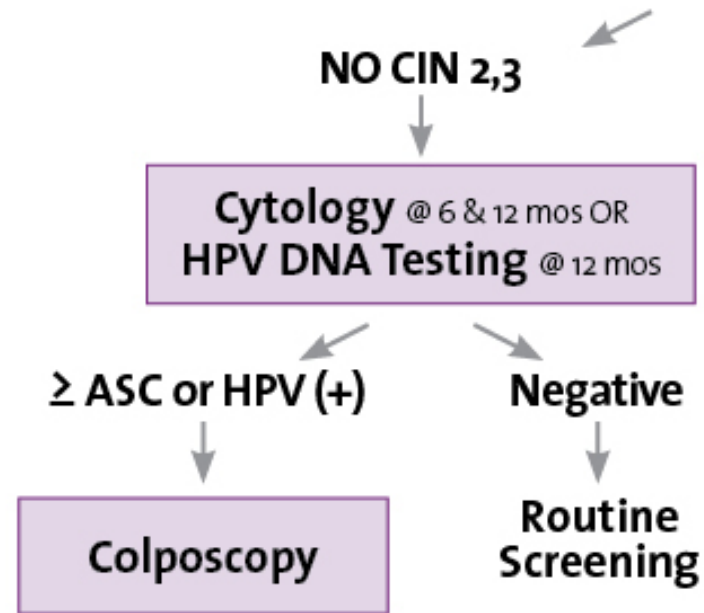 NO CIN 2,3
Cytology @ 6 & 12 mos OR
HPV DNA Testing @ 12 mos
≥ ASC or HPV (+)
Negative
Colposcopy
Routine
Screening